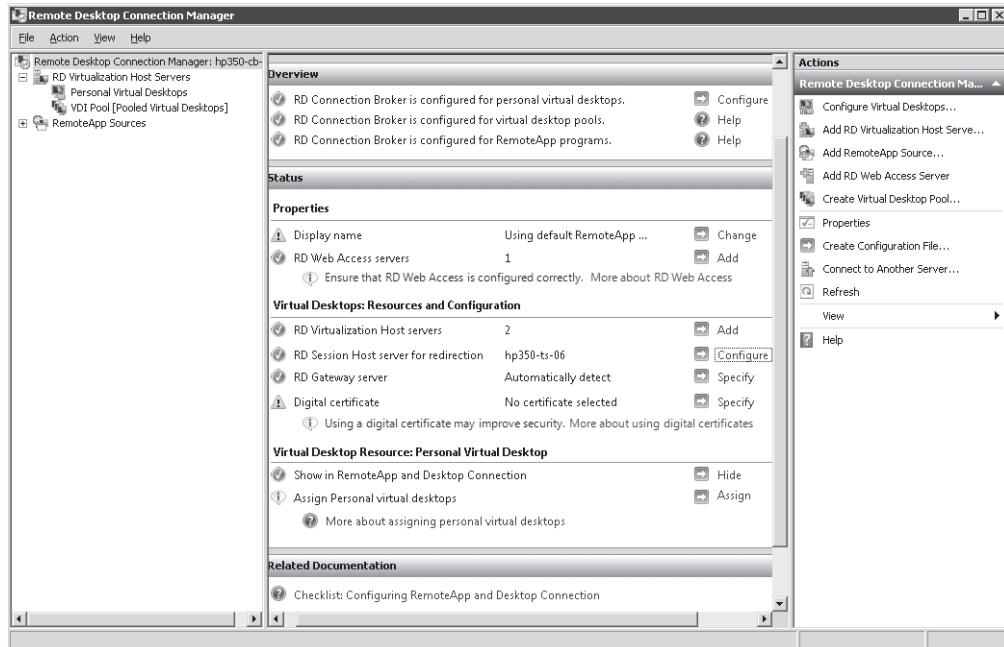 Remote Desktop Connection Manager
File Action View Help
Remote Desktop Connection Manager: hp350-cb-
RD Virtualization Host Servers
Personal Virtual Desktops
VDI Pool [Pooled Virtual Desktops]
RemoteApp Sources
Overview
RD Connection Broker is configured for personal virtual desktops. Configure
RD Connection Broker is configured for virtual desktop pools. Help
RD Connection Broker is configured for RemoteApp programs. Help
Status
Properties
Display name Using default RemoteApp ... Change
RD Web Access servers 1 Add
Ensure that RD Web Access is configured correctly. More about RD Web Access
Virtual Desktops: Resources and Configuration
RD Virtualization Host servers 2 Add
RD Session Host server for redirection hp350-ts-06 Configure
RD Gateway server Automatically detect Specify
Digital certificate No certificate selected Specify
Using a digital certificate may improve security. More about using digital certificates
Virtual Desktop Resource: Personal Virtual Desktop
Show in RemoteApp and Desktop Connection Hide
Assign Personal virtual desktops Assign
More about assigning personal virtual desktops
Related Documentation
Checklist: Configuring RemoteApp and Desktop Connection
Actions
Remote Desktop Connection Ma...
Configure Virtual Desktops...
Add RD Virtualization Host Serve...
Add RemoteApp Source...
Add RD Web Access Server
Create Virtual Desktop Pool...
Properties
Create Configuration File...
Connect to Another Server...
Refresh
View
Help